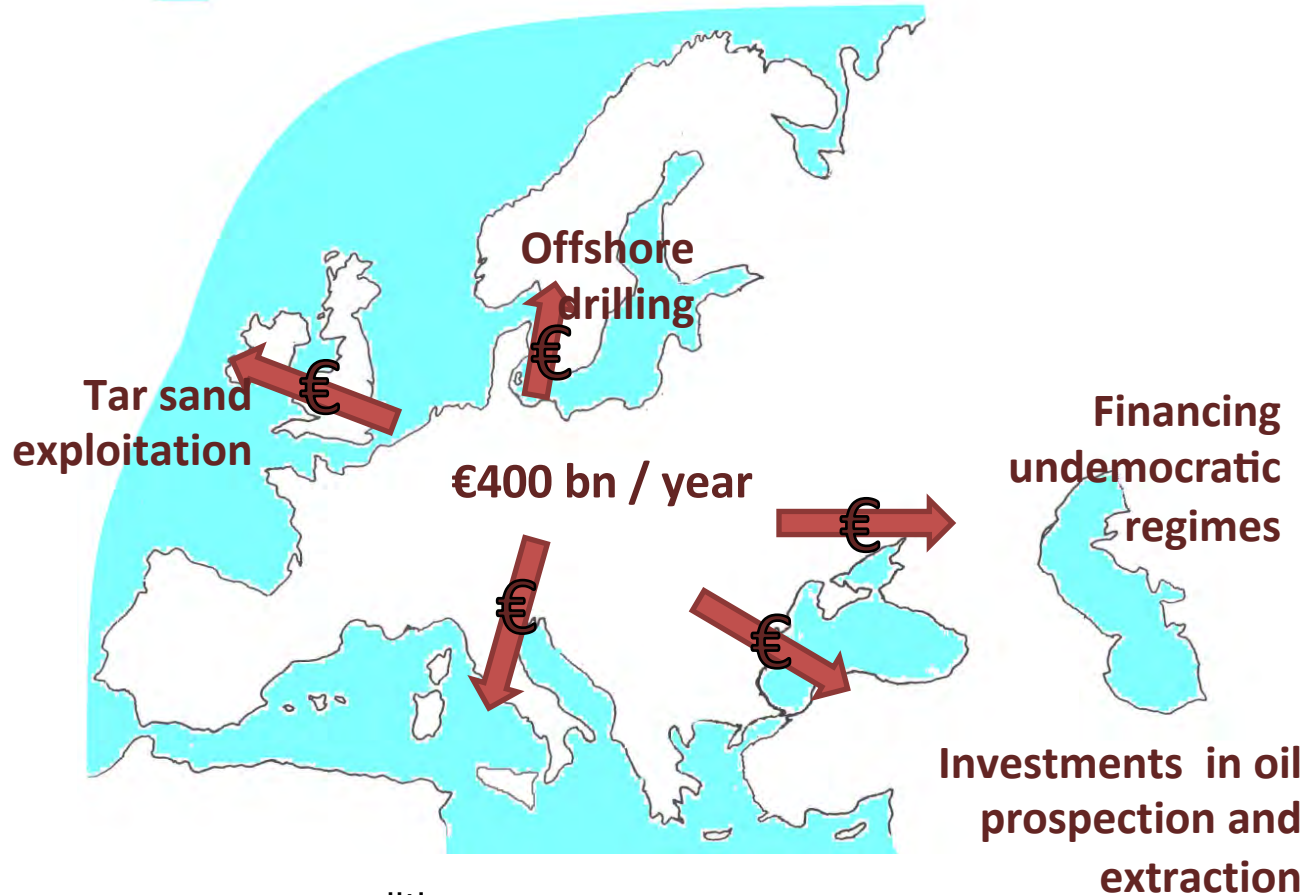 Offshore
drilling
€
€
Tar sand
exploitation
Financing
undemocratic
regimes
€400 bn / year
€
€
€
Investments in oil
prospection and
extraction